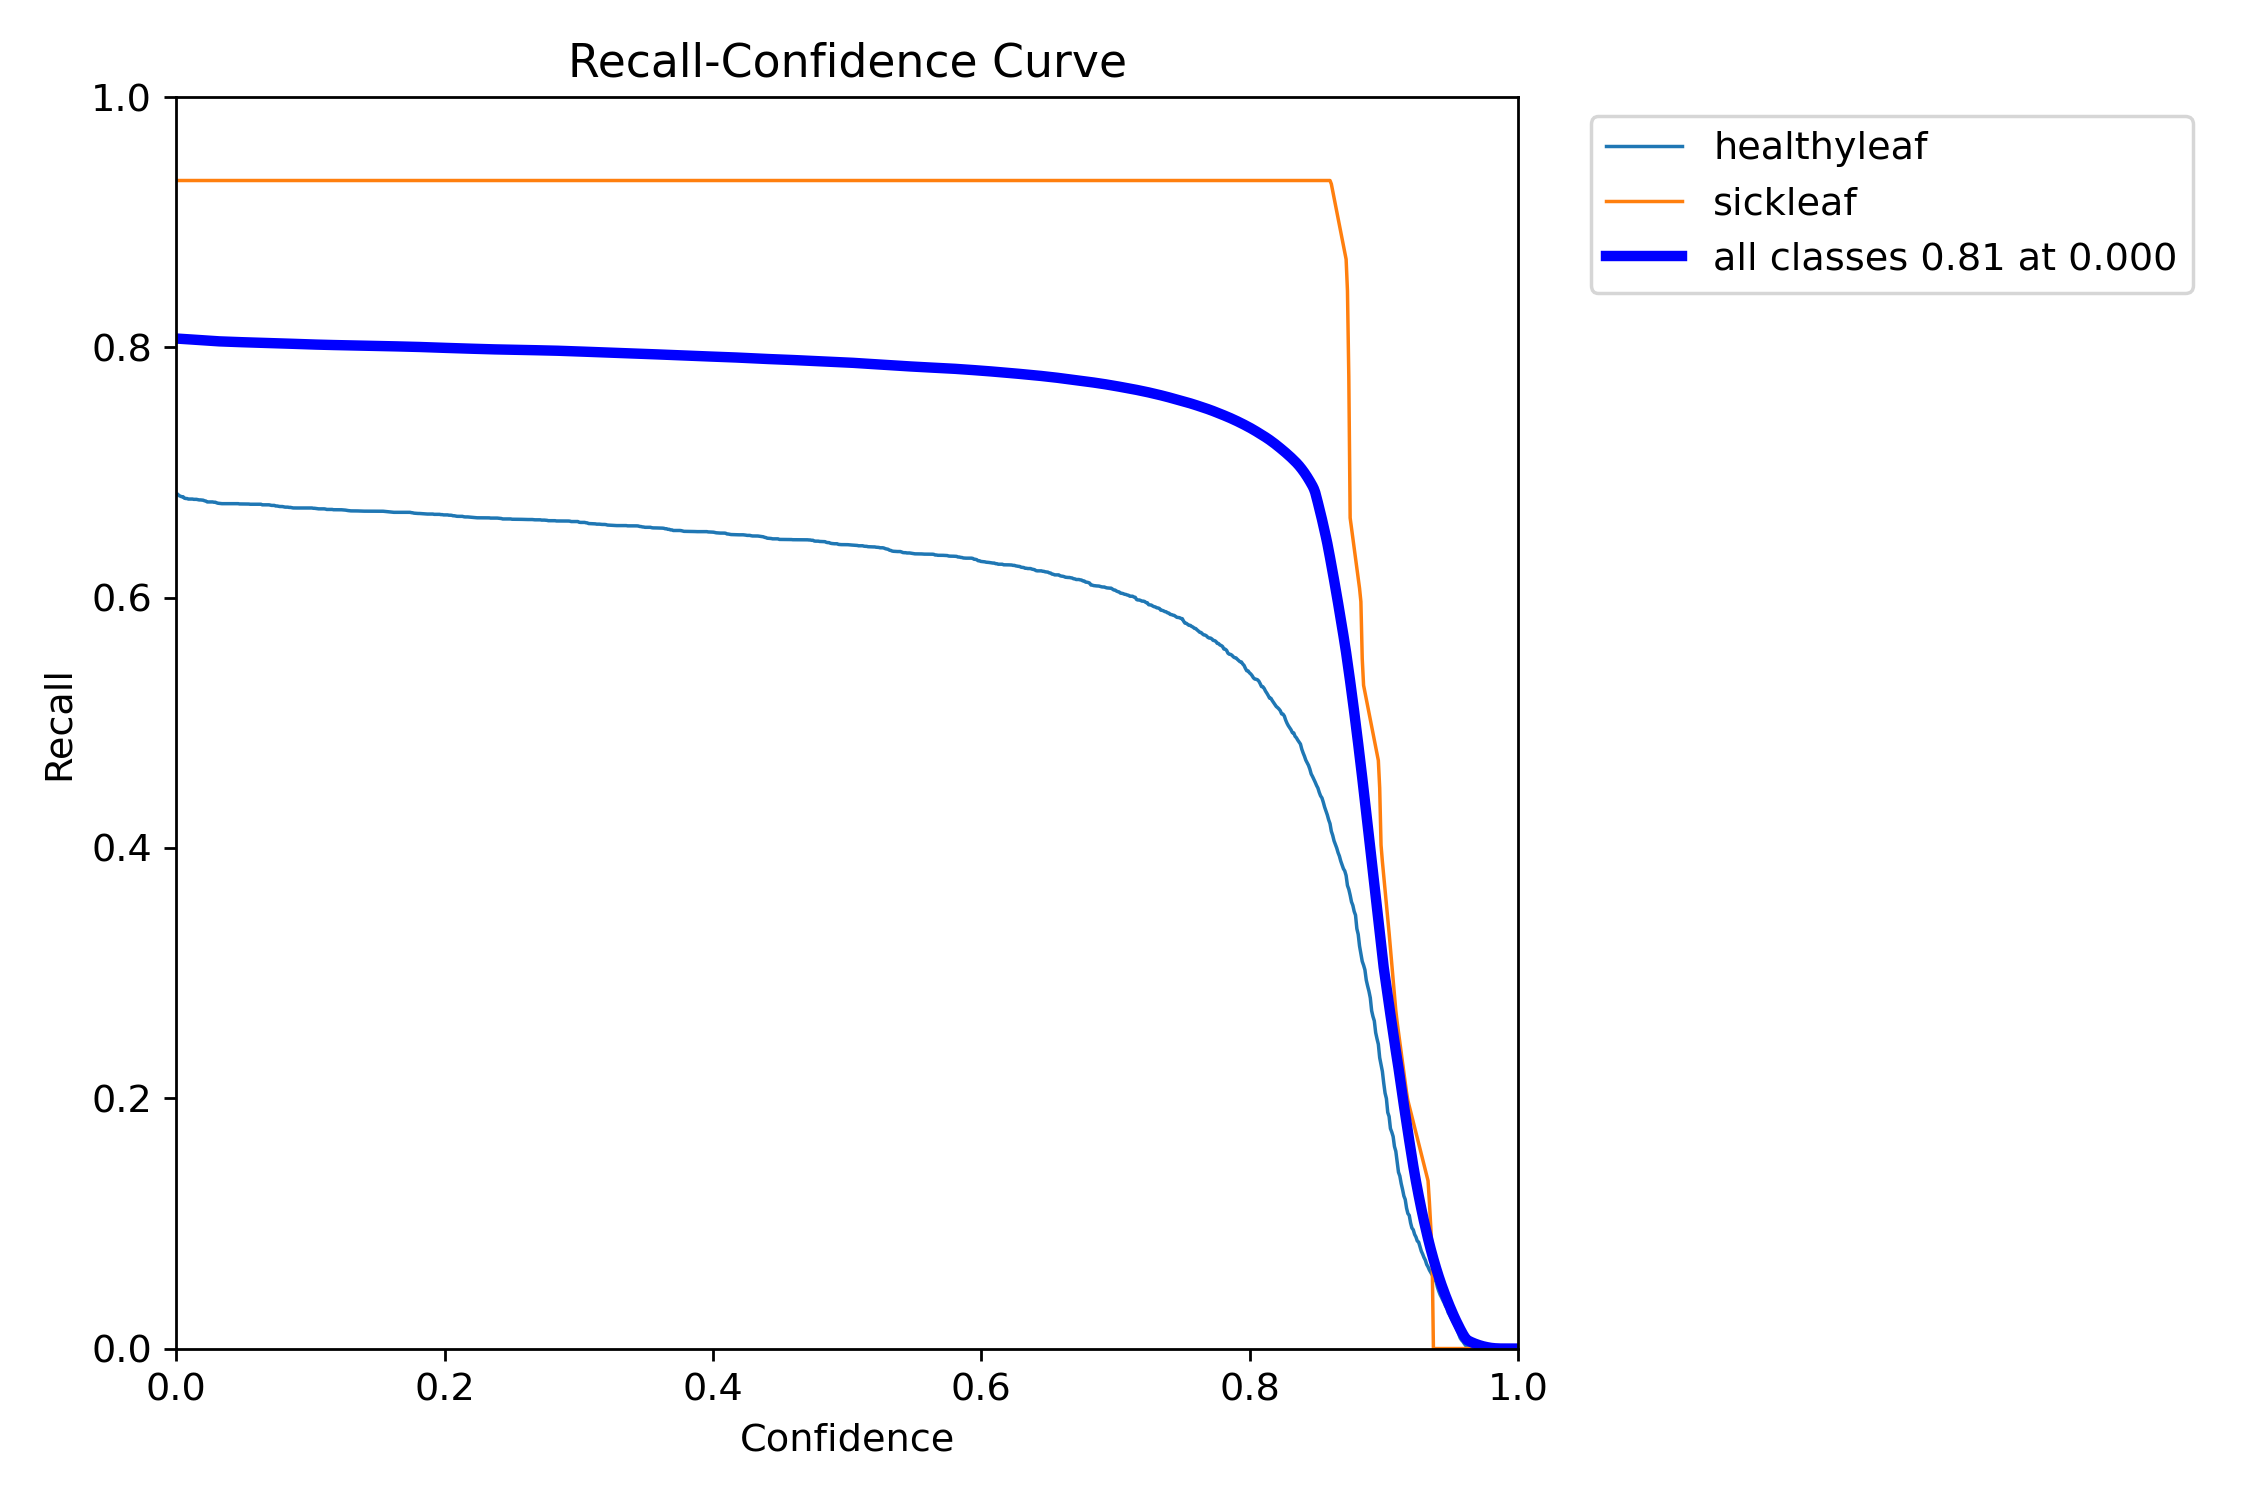 Recall-Confidence Curve
1.0
0.8
0.6
0.4
0.2
0.0
Recall
0.0 0.2 0.4 0.6 0.8 1.0
Confidence
healthyleaf
sickleaf
all classes 0.81 at 0.000